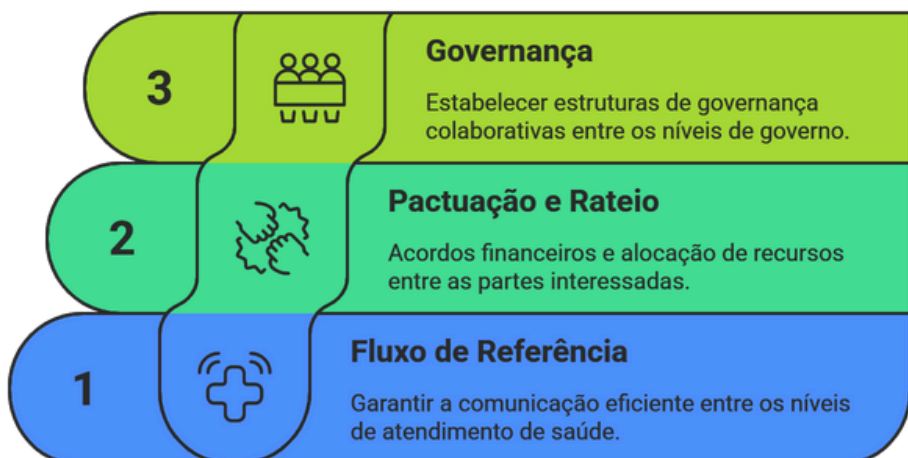 3
Governança
Estabelecer estruturas de governança
colaborativas entre os níveis de governo.
2
Pactuação e Rateio
Acordos financeiros e alocação de recursos
entre as partes interessadas.
1
Fluxo de Referência
Garantir a comunicação eficiente entre os níveis
de atendimento de saúde.